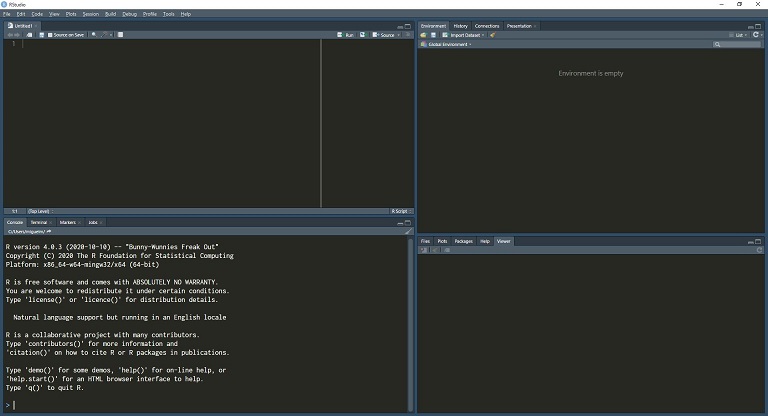 RStudio
File Edit Code View Plots Session Build Debug Profile Tools Help
Untitled1
Source on Save
Run
Source
1
1:1
(Top Level)
R Script
Console Terminal Markers Jobs
R version 4.0.3 (2020-10-10) -- "Bunny-Wunnies Freak Out"
Copyright (C) 2020 The R Foundation for Statistical Computing
Platform: x86_64-w64-mingw32/x64 (64-bit)
R is free software and comes with ABSOLUTELY NO WARRANTY.
You are welcome to redistribute it under certain conditions.
Type 'license()' or 'licence()' for distribution details.
Natural language support but running in an English locale
R is a collaborative project with many contributors.
Type 'contributors()' for more information and
'citation()' on how to cite R or R packages in publications.
Type 'demo()' for some demos, 'help()' for on-line help, or
'help.start()' for an HTML browser interface to help.
Type 'q()' to quit R.
>
Environment History Connections Presentation
Import Dataset
List
Global Environment
Environment is empty
Files Plots Packages Help Viewer